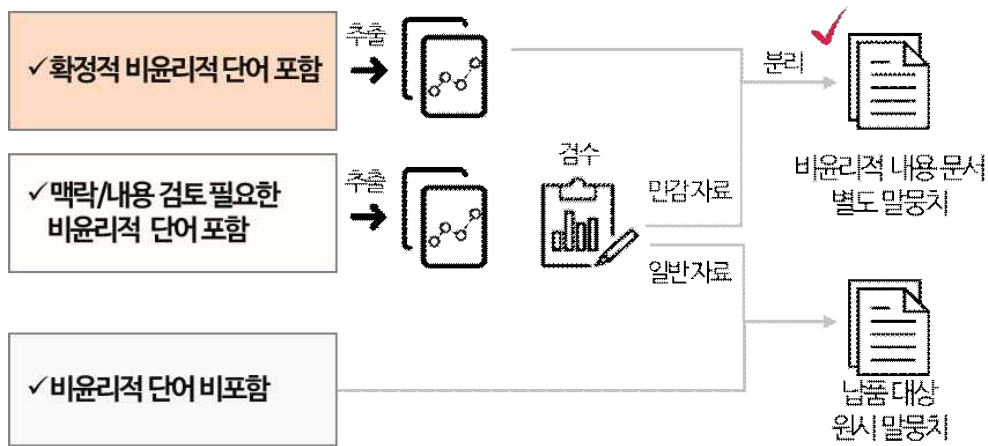 ✓확정적 비윤리적 단어 포함
추출
분리
비윤리적 내용 문서
별도 말뭉치
✓맥락/내용 검토 필요한
비윤리적 단어 포함
추출
검수
민감 자료
일반 자료
✓비윤리적 단어 비포함
납품 대상
원시 말뭉치